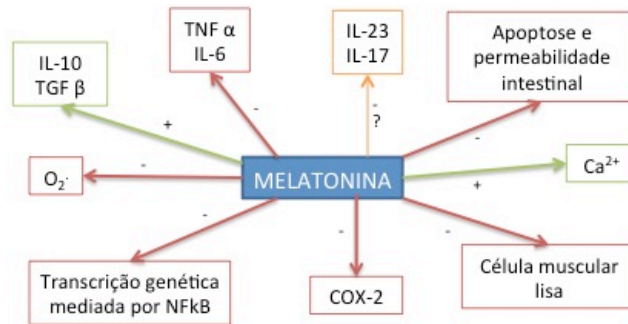 TNF α
IL-6
IL-23
IL-17
Apoptose e
permeabilidade
intestinal
IL-10
TGF β
-
-
?
+
-
-
O₂·
MELATONINA
+
Ca²⁺
-
-
-
Transcrição genética
mediada por NFkB
COX-2
Célula muscular
lisa